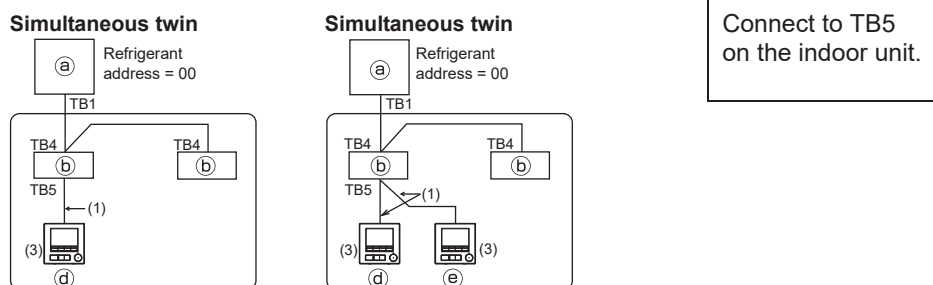 Simultaneous twin
Refrigerant
address = 00
ⓐ
TB1
TB4
TB4
ⓑ
ⓑ
TB5
(1)
(3)
ⓓ
Simultaneous twin
Refrigerant
address = 00
ⓐ
TB1
TB4
TB4
ⓑ
ⓑ
TB5
(1)
(3)
(3)
ⓓ
ⓔ
Connect to TB5
on the indoor unit.